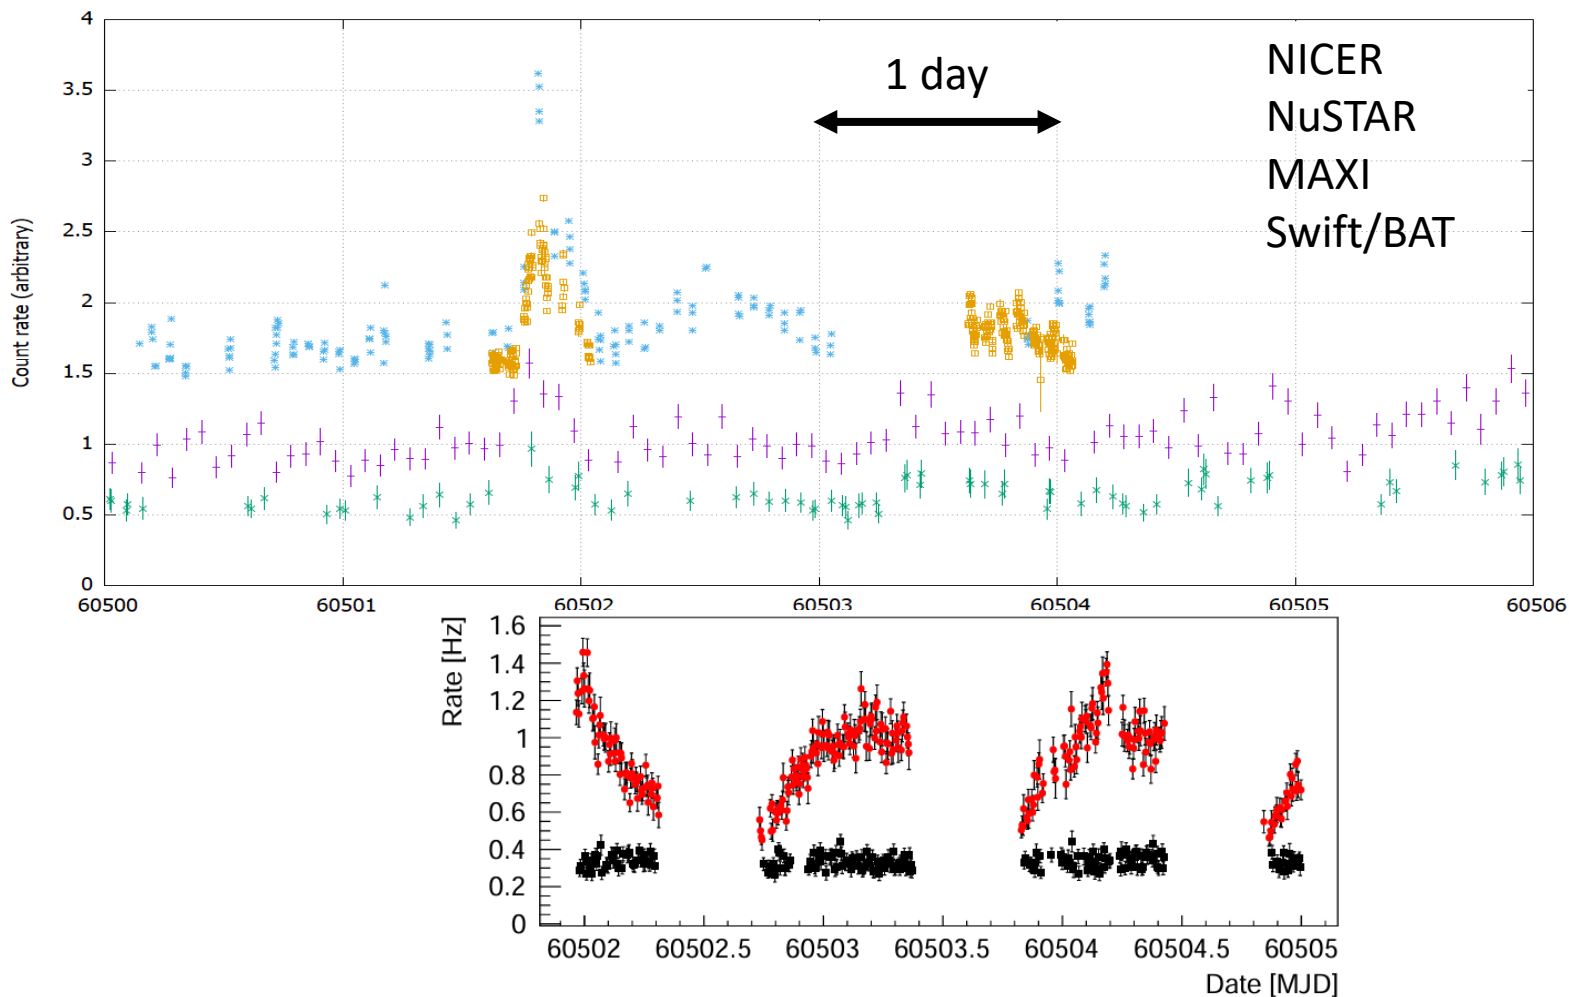 4
3.5
3
2.5
2
1.5
1
0.5
0
Count rate (arbitrary)
1 day
NICER
NuSTAR
MAXI
Swift/BAT
60500 60501 60502 60503 60504 60505 60506
1.6
1.4
1.2
1
0.8
0.6
0.4
0.2
0
Rate [Hz]
60502 60502.5 60503 60503.5 60504 60504.5 60505
Date [MJD]